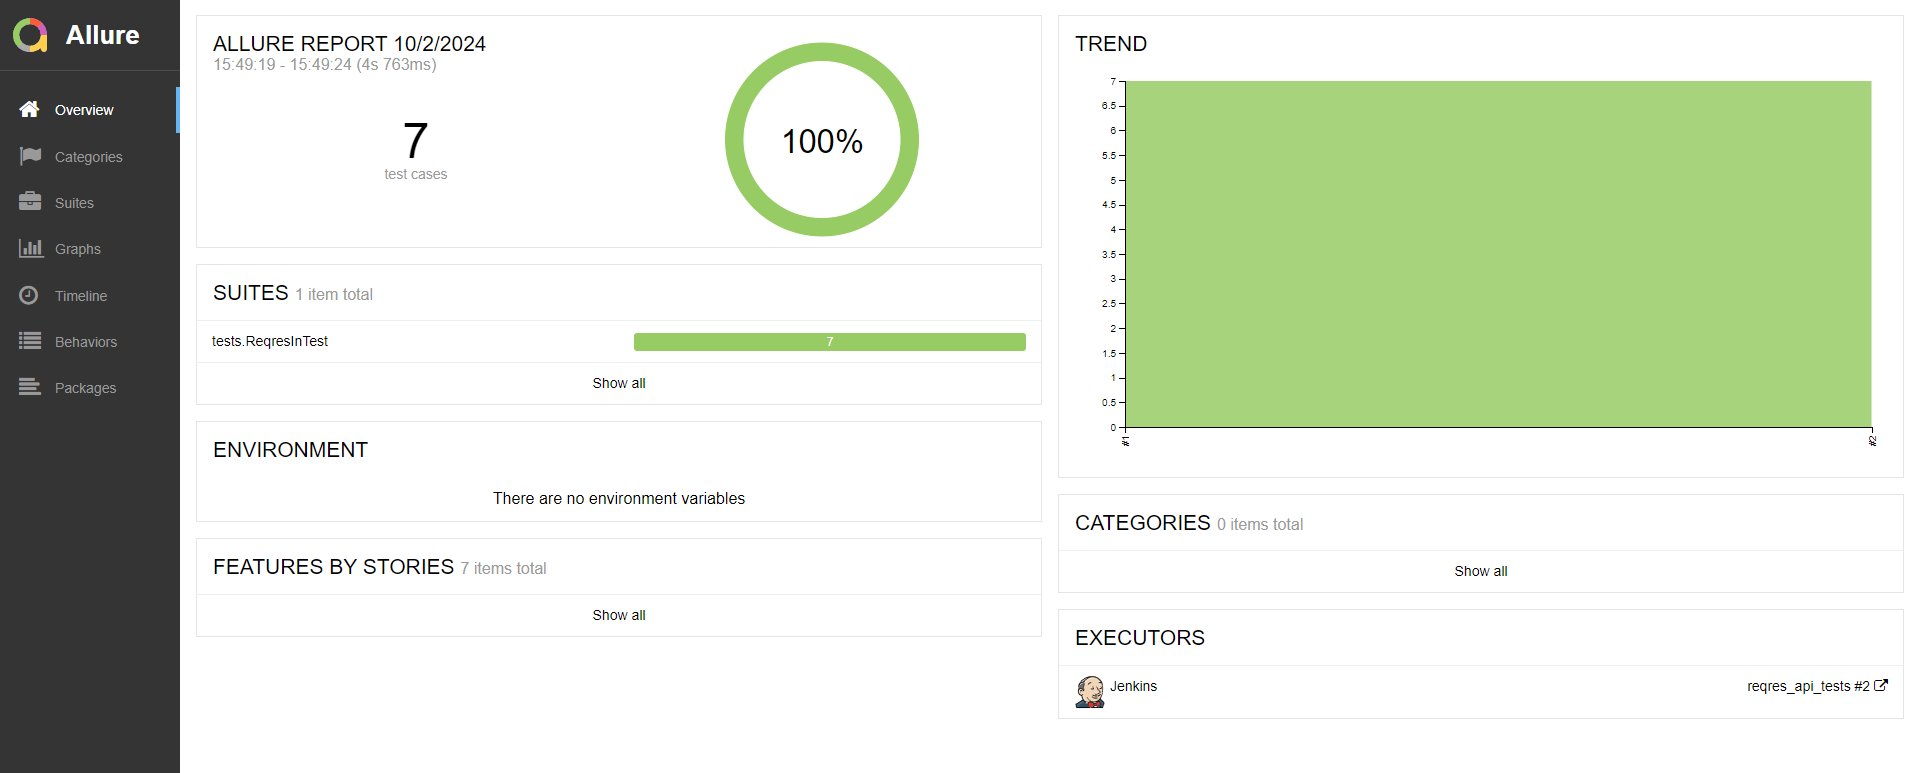 Allure
Overview
Categories
Suites
Graphs
Timeline
Behaviors
Packages
ALLURE REPORT 10/2/2024
15:49:19 - 15:49:24 (4s 763ms)
7
test cases
100%
SUITES 1 item total
tests.ReqresInTest 7
Show all
ENVIRONMENT
There are no environment variables
FEATURES BY STORIES 7 items total
Show all
TREND
7
6.5
6
5.5
5
4.5
4
3.5
3
2.5
2
1.5
1
0.5
0
#1 #2
CATEGORIES 0 items total
Show all
EXECUTORS
Jenkins reqres_api_tests #2